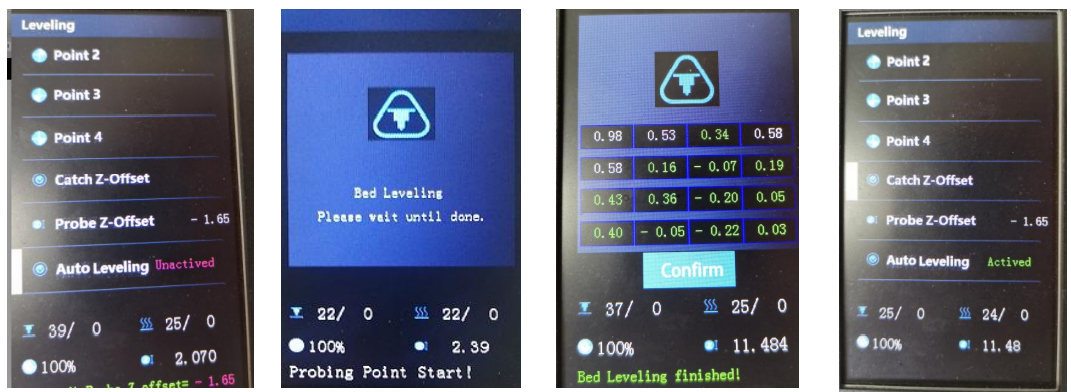 Leveling
Point 2
Point 3
Point 4
Catch Z-Offset
Probe Z-Offset - 1.65
Auto Leveling Unactived
39/ 0 25/ 0
100% 2.070
Probe Z offset= - 1.65
Bed Leveling
Please wait until done.
22/ 0 22/ 0
100% 2.39
Probing Point Start!
0.98 0.53 0.34 0.58
0.58 0.16 - 0.07 0.19
0.43 0.36 - 0.20 0.05
0.40 - 0.05 - 0.22 0.03
Confirm
37/ 0 25/ 0
100% 11.484
Bed Leveling finished!
Leveling
Point 2
Point 3
Point 4
Catch Z-Offset
Probe Z-Offset - 1.65
Auto Leveling Actived
25/ 0 24/ 0
100% 11.48